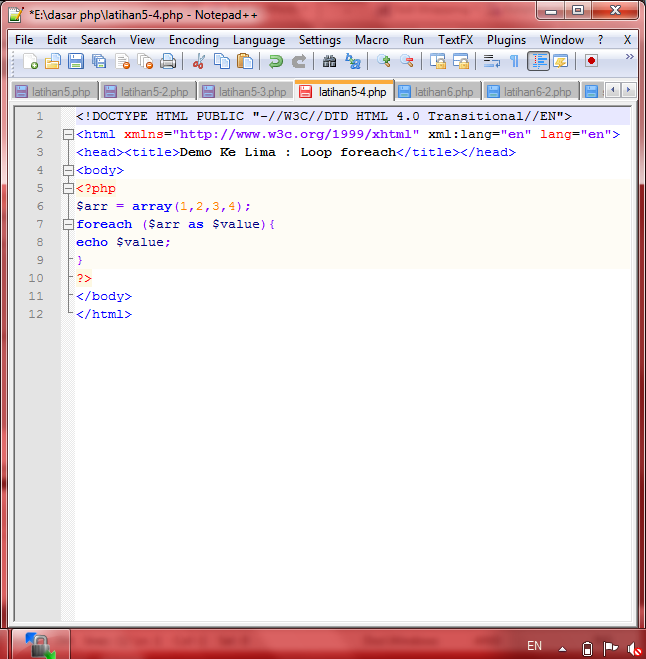 *E:\dasar php\latihan5-4.php - Notepad++
File Edit Search View Encoding Language Settings Macro Run TextFX Plugins Window ? X
latihan5.php latihan5-2.php latihan5-3.php latihan5-4.php latihan6.php latihan6-2.php
1 <!DOCTYPE HTML PUBLIC "-//W3C//DTD HTML 4.0 Transitional//EN">
2 <html xmlns="http://www.w3c.org/1999/xhtml" xml:lang="en" lang="en">
3 <head><title>Demo Ke Lima : Loop foreach</title></head>
4 <body>
5 <?php
6 $arr = array(1,2,3,4);
7 foreach ($arr as $value){
8 echo $value;
9 }
10 ?>
11 </body>
12 </html>
EN